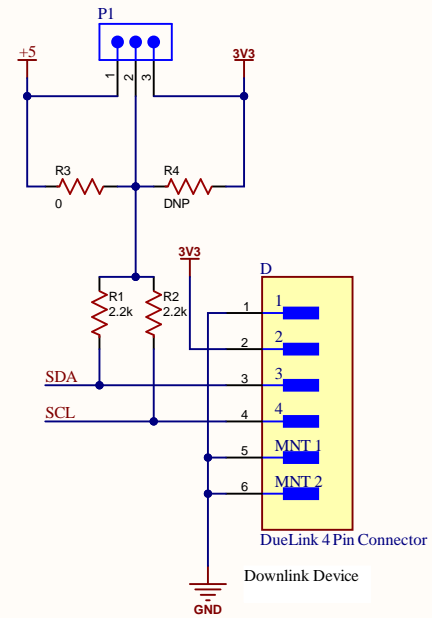 P1
+5
3V3
1
2
3
R3
0
R4
DNP
3V3
D
R1
2.2k
R2
2.2k
1
1
2
2
SDA
3
3
SCL
4
4
5
MNT 1
6
MNT 2
DueLink 4 Pin Connector
Downlink Device
GND